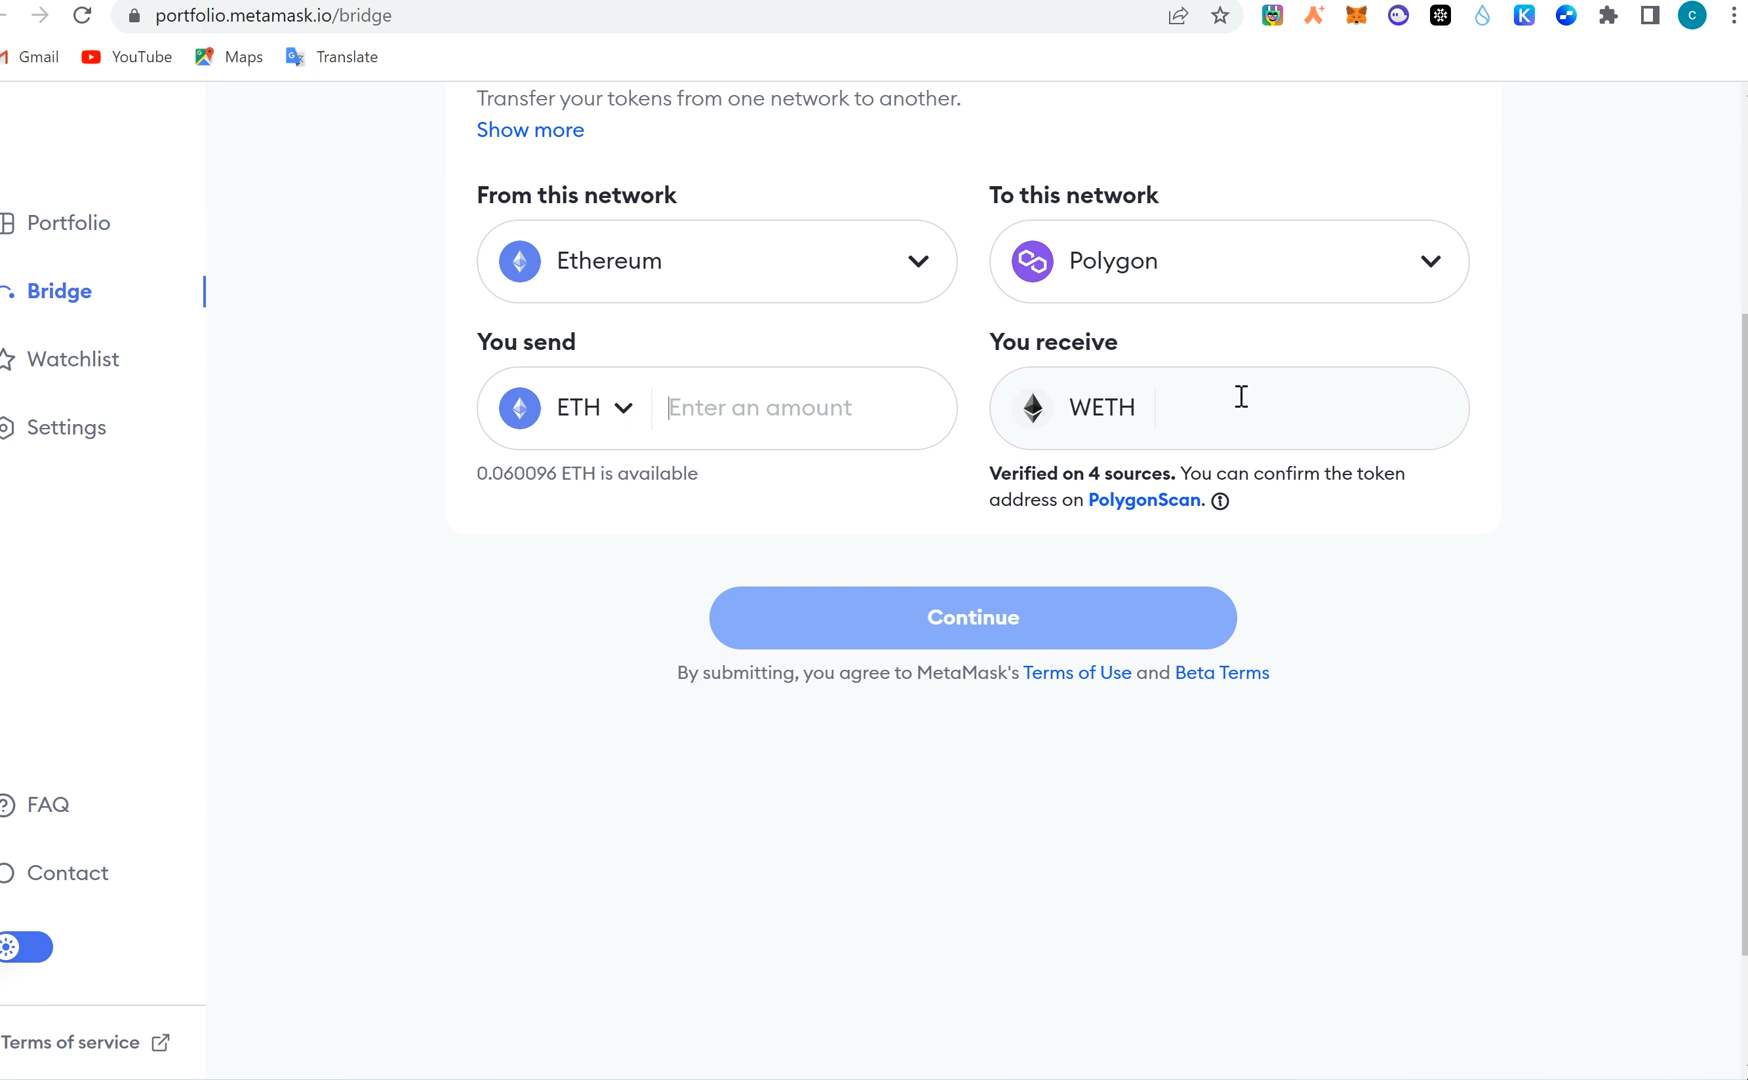 portfolio.metamask.io/bridge
K
C
Gmail YouTube Maps Translate
Transfer your tokens from one network to another.
Show more
Portfolio
Bridge
Watchlist
Settings
FAQ
Contact
Terms of service
From this network
Ethereum
To this network
Polygon
You send
ETH Enter an amount
0.060096 ETH is available
You receive
WETH
Verified on 4 sources. You can confirm the token
address on PolygonScan.
Continue
By submitting, you agree to MetaMask's Terms of Use and Beta Terms